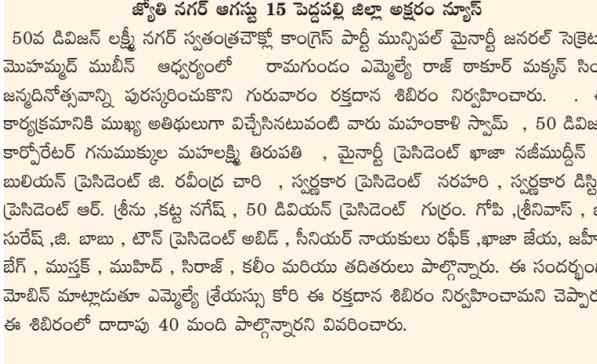 జ్యోతి నగర్ ఆగస్టు 15 పెద్దపల్లి జిల్లా అక్షరం న్యూస్
50వ డివిజన్ లక్ష్మీ నగర్ స్వతంత్రచౌక్లో కాంగ్రెస్ పార్టీ మున్సిపల్ మైనార్టీ జనరల్ సెక్రెట
మొహమ్మద్ ముబీన్ ఆధ్వర్యంలో రామగుండం ఎమ్మెల్యే రాజ్ ఠాకూర్ మక్కన్ సిం
జన్మదినోత్సవాన్ని పురస్కరించుకొని గురువారం రక్తదాన శిబిరం నిర్వహించారు. . ఈ
కార్యక్రమానికి ముఖ్య అతిథులుగా విచ్చేసినటువంటి వారు మహంకాళి స్వామ్ , 50 డివిజ
కార్పోరేటర్ గనుముక్కుల మహలక్ష్మి తిరుపతి , మైనార్టీ ప్రెసిడెంట్ ఖాజా నజీముద్దీన్
బులియన్ ప్రెసిడెంట్ జి. రవీంద్ర చారి , స్వర్ణకార ప్రెసిడెంట్ నరహరి , స్వర్ణకార డిస్ట్రి
ప్రెసిడెంట్ ఆర్. శ్రీను ,కట్ట నగేష్ , 50 డివియన్ ప్రెసిడెంట్ గుర్రం. గోపి ,శ్రీనివాస్ ,
సురేష్ ,జి. బాబు , టౌన్ ప్రెసిడెంట్ అబిడ్ , సీనియర్ నాయకులు రఫీక్ ,ఖాజా జేయ, జహీ
బేగ్ , ముస్తక్ , ముహిద్ , సిరాజ్ , కలీం మరియు తదితరులు పాల్గొన్నారు. ఈ సందర్భం
మోబిన్ మాట్లాడుతూ ఎమ్మెల్యే శ్రేయస్సు కోరి ఈ రక్తదాన శిబిరం నిర్వహించామని చెప్పార
ఈ శిబిరంలో దాదాపు 40 మంది పాల్గొన్నారని వివరించారు.